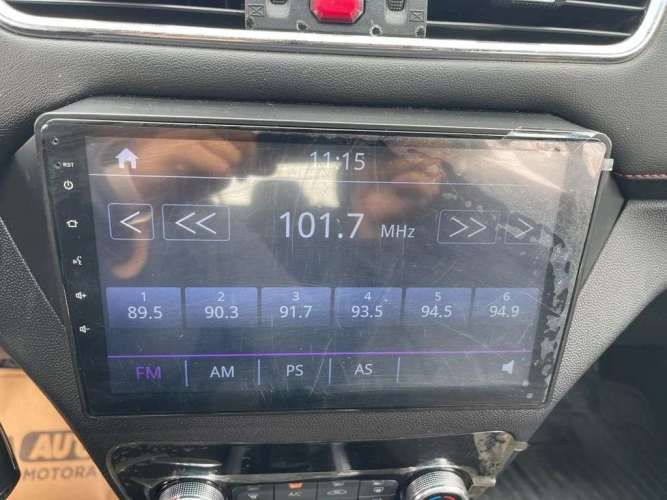 11:15
RST
< << 101.7 MHz >> >
1 2 3 4 5 6
89.5 90.3 91.7 93.5 94.5 94.9
FM AM PS AS
AUTO
MOTORA
A/C